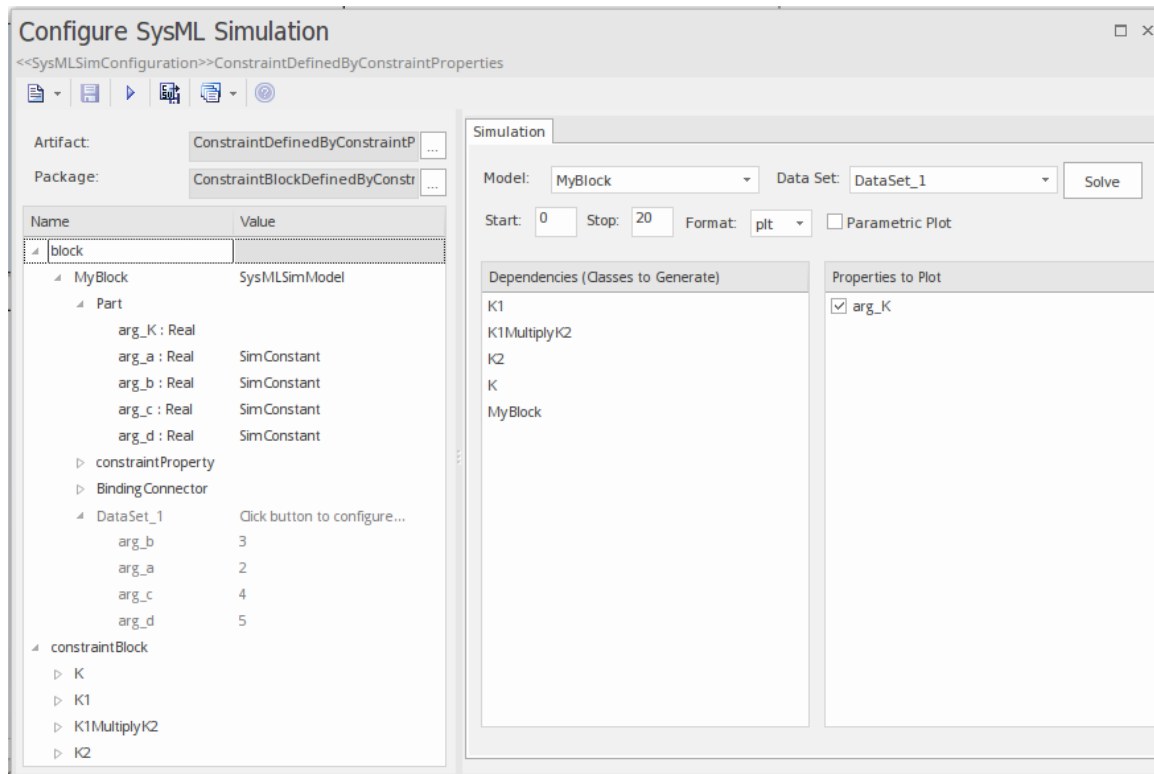 Configure SysML Simulation
<<SysMLSimConfiguration>>ConstraintDefinedByConstraintProperties
Artifact: ConstraintDefinedByConstraintP ...
Package: ConstraintBlockDefinedByConstr ...
Name Value
block
MyBlock SysMLSimModel
Part
arg_K : Real
arg_a : Real SimConstant
arg_b : Real SimConstant
arg_c : Real SimConstant
arg_d : Real SimConstant
constraintProperty
BindingConnector
DataSet_1 Click button to configure...
arg_b 3
arg_a 2
arg_c 4
arg_d 5
constraintBlock
K
K1
K1MultiplyK2
K2
Simulation
Model: MyBlock Data Set: DataSet_1 Solve
Start: 0 Stop: 20 Format: plt Parametric Plot
Dependencies (Classes to Generate)
K1
K1MultiplyK2
K2
K
MyBlock
Properties to Plot
arg_K